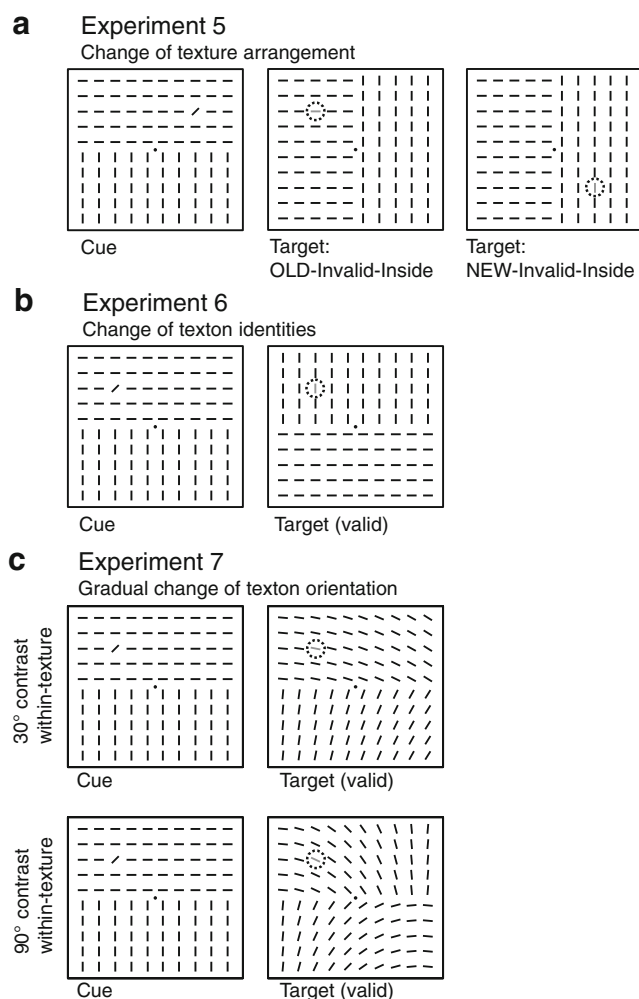 a Experiment 5
Change of texture arrangement
Cue
Target:
OLD-Invalid-Inside
Target:
NEW-Invalid-Inside
b Experiment 6
Change of texton identities
Cue
Target (valid)
c Experiment 7
Gradual change of texton orientation
30° contrast
within-texture
Cue
Target (valid)
90° contrast
within-texture
Cue
Target (valid)